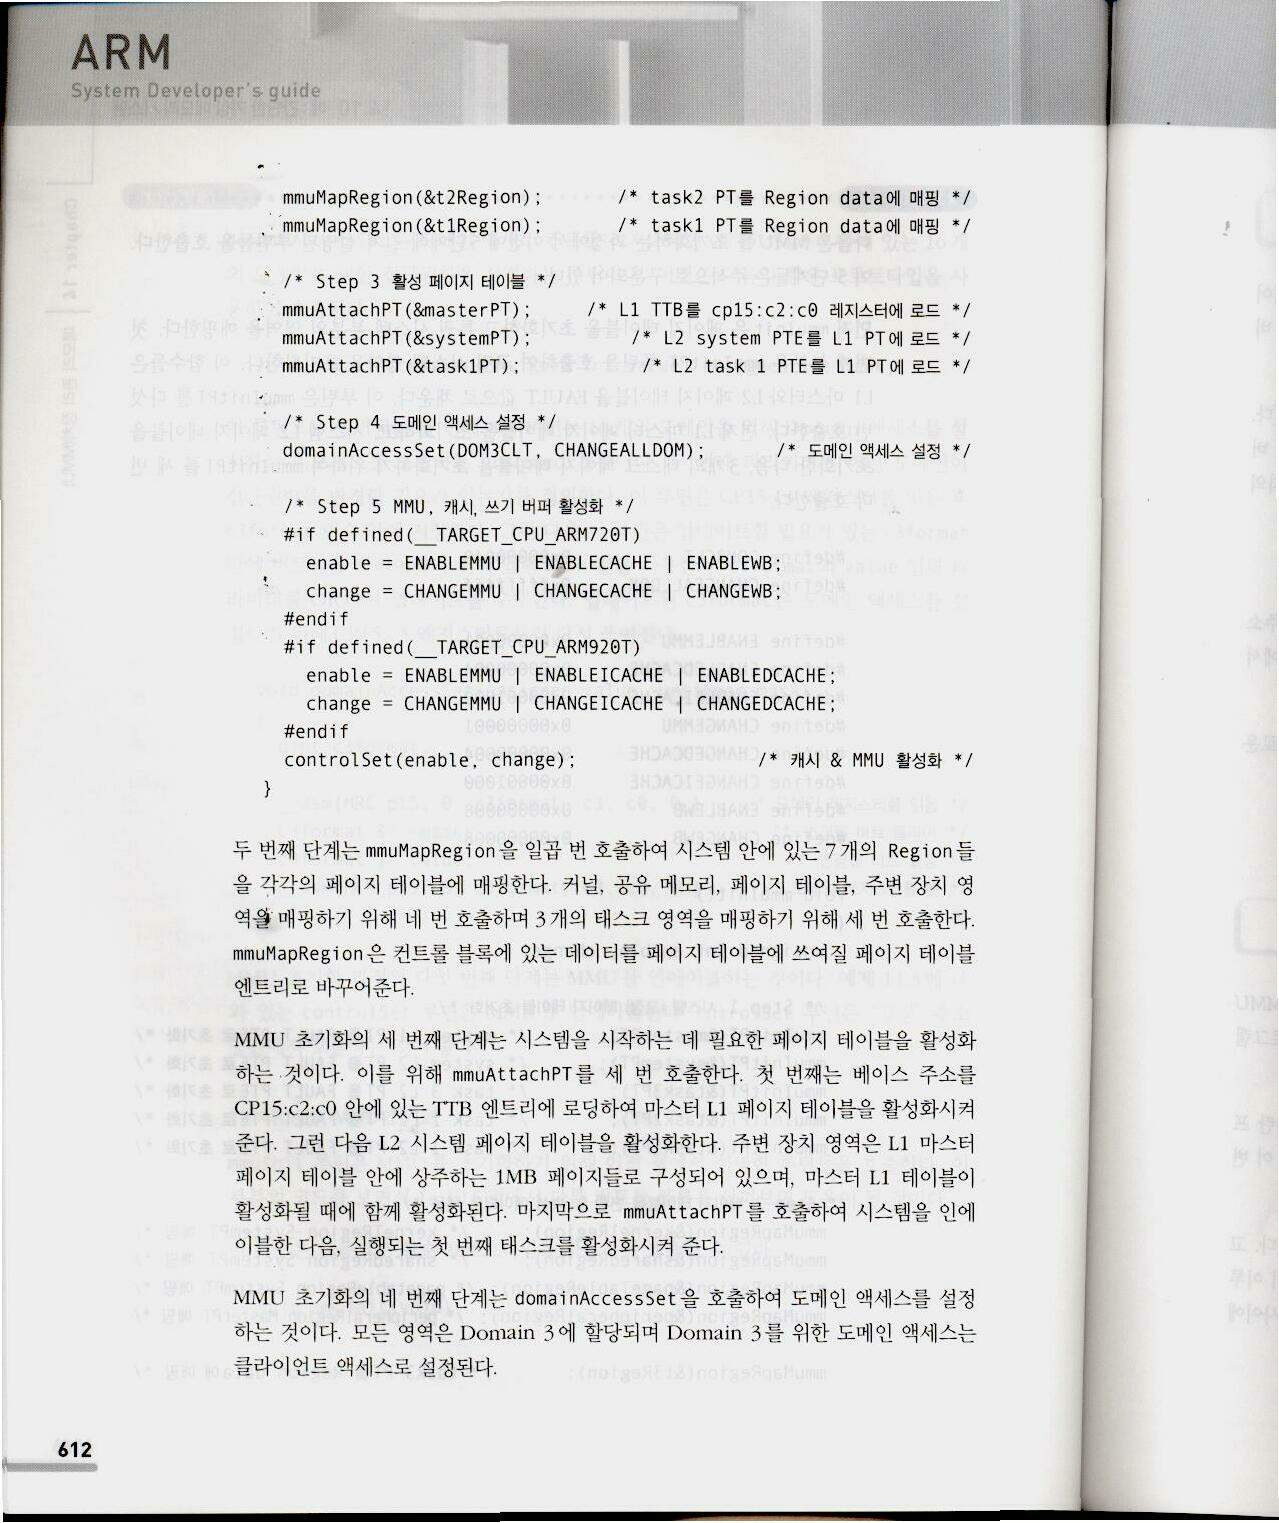 ARM
System Developer's guide
mmuMapRegion(&t2Region); /* task2 PT를 Region data에 매핑 */
mmuMapRegion(&t1Region); /* task1 PT를 Region data에 매핑 */
/* Step 3 활성 페이지 테이블 */
mmuAttachPT(&masterPT); /* L1 TTB를 cp15:c2:c0 레지스터에 로드 */
mmuAttachPT(&systemPT); /* L2 system PTE를 L1 PT에 로드 */
mmuAttachPT(&task1PT); /* L2 task 1 PTE를 L1 PT에 로드 */
/* Step 4 도메인 액세스 설정 */
domainAccessSet(DOM3CLT, CHANGEALLDOM); /* 도메인 액세스 설정 */
/* Step 5 MMU, 캐시, 쓰기 버퍼 활성화 */
#if defined(__TARGET_CPU_ARM720T)
enable = ENABLEMMU | ENABLECACHE | ENABLEWB;
change = CHANGEMMU | CHANGECACHE | CHANGEWB;
#endif
#if defined(__TARGET_CPU_ARM920T)
enable = ENABLEMMU | ENABLEICACHE | ENABLEDCACHE;
change = CHANGEMMU | CHANGEICACHE | CHANGEDCACHE;
#endif
controlSet(enable, change); /* 캐시 & MMU 활성화 */
}
두 번째 단계는 mmuMapRegion을 일곱 번 호출하여 시스템 안에 있는 7개의 Region들
을 각각의 페이지 테이블에 매핑한다. 커널, 공유 메모리, 페이지 테이블, 주변 장치 영
역을 매핑하기 위해 네 번 호출하며 3개의 태스크 영역을 매핑하기 위해 세 번 호출한다.
mmuMapRegion은 컨트롤 블록에 있는 데이터를 페이지 테이블에 쓰여질 페이지 테이블
엔트리로 바꾸어준다.
MMU 초기화의 세 번째 단계는 시스템을 시작하는 데 필요한 페이지 테이블을 활성화
하는 것이다. 이를 위해 mmuAttachPT를 세 번 호출한다. 첫 번째는 베이스 주소를
CP15:c2:c0 안에 있는 TTB 엔트리에 로딩하여 마스터 L1 페이지 테이블을 활성화시켜
준다. 그런 다음 L2 시스템 페이지 테이블을 활성화한다. 주변 장치 영역은 L1 마스터
페이지 테이블 안에 상주하는 1MB 페이지들로 구성되어 있으며, 마스터 L1 테이블이
활성화될 때에 함께 활성화된다. 마지막으로 mmuAttachPT를 호출하여 시스템을 인에
이블한 다음, 실행되는 첫 번째 태스크를 활성화시켜 준다.
MMU 초기화의 네 번째 단계는 domainAccessSet을 호출하여 도메인 액세스를 설정
하는 것이다. 모든 영역은 Domain 3에 할당되며 Domain 3를 위한 도메인 액세스는
클라이언트 액세스로 설정된다.
612